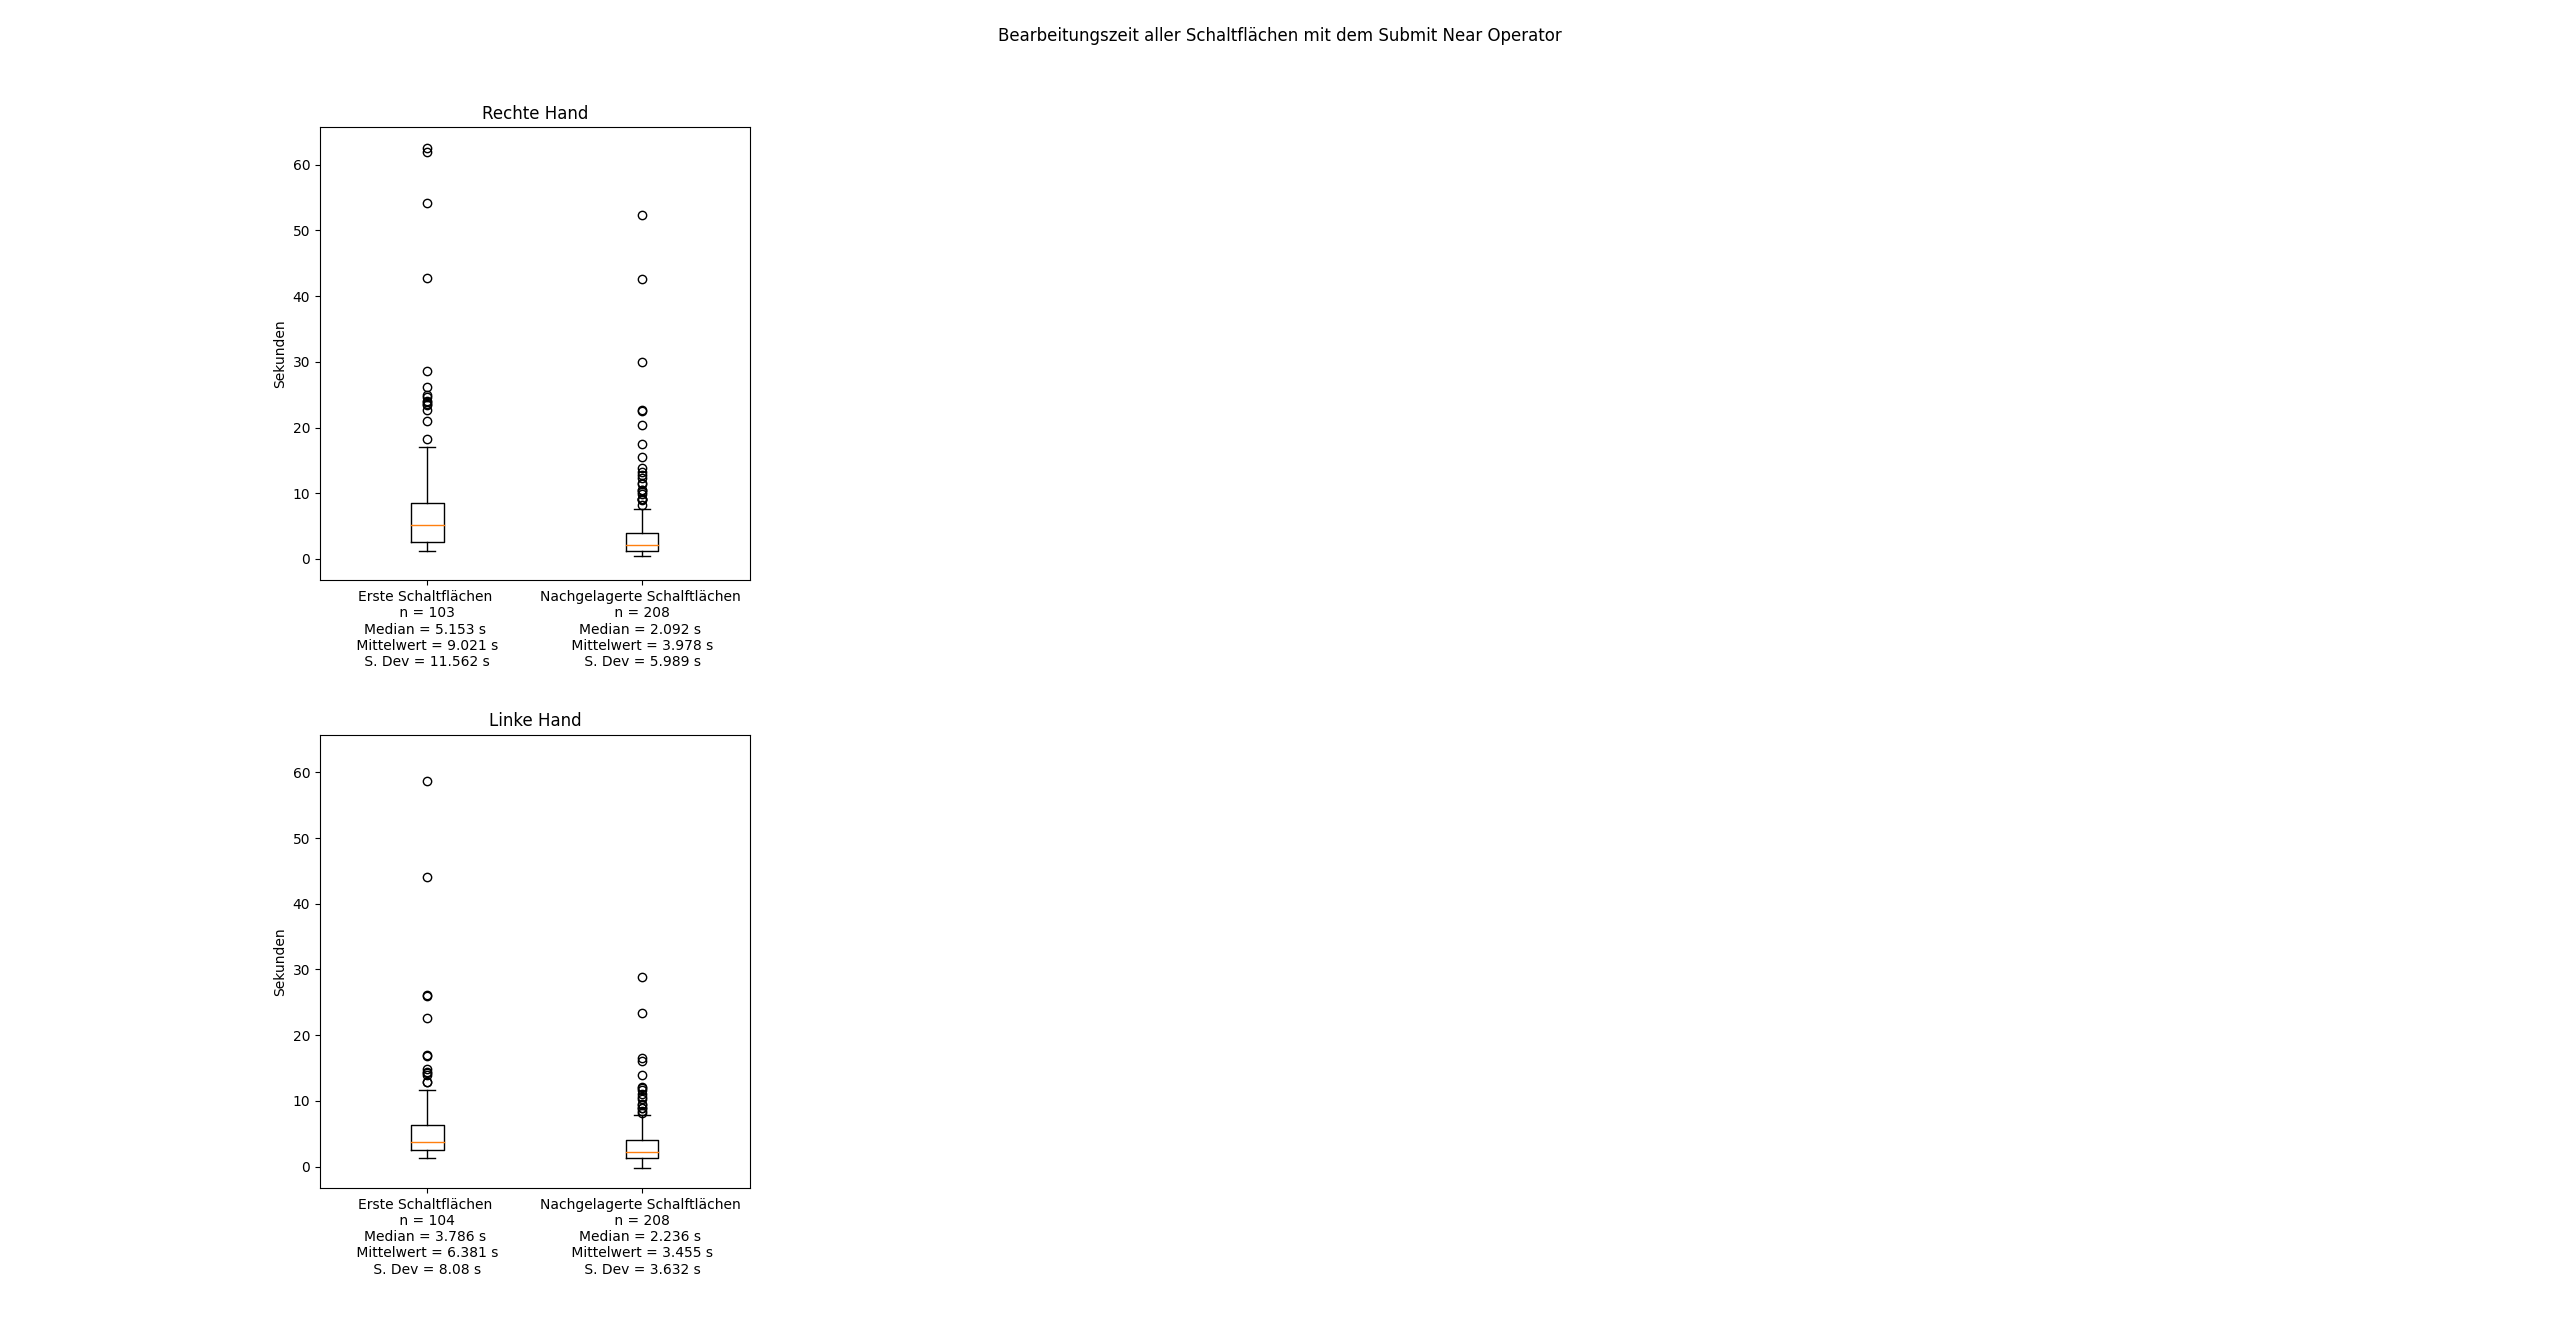 Bearbeitungszeit aller Schaltflächen mit dem Submit Near Operator
Rechte Hand
Sekunden
60
50
40
30
20
10
0
Erste Schaltflächen
n = 103
Median = 5.153 s
Mittelwert = 9.021 s
S. Dev = 11.562 s
Nachgelagerte Schalftlächen
n = 208
Median = 2.092 s
Mittelwert = 3.978 s
S. Dev = 5.989 s
Linke Hand
Sekunden
60
50
40
30
20
10
0
Erste Schaltflächen
n = 104
Median = 3.786 s
Mittelwert = 6.381 s
S. Dev = 8.08 s
Nachgelagerte Schalftlächen
n = 208
Median = 2.236 s
Mittelwert = 3.455 s
S. Dev = 3.632 s